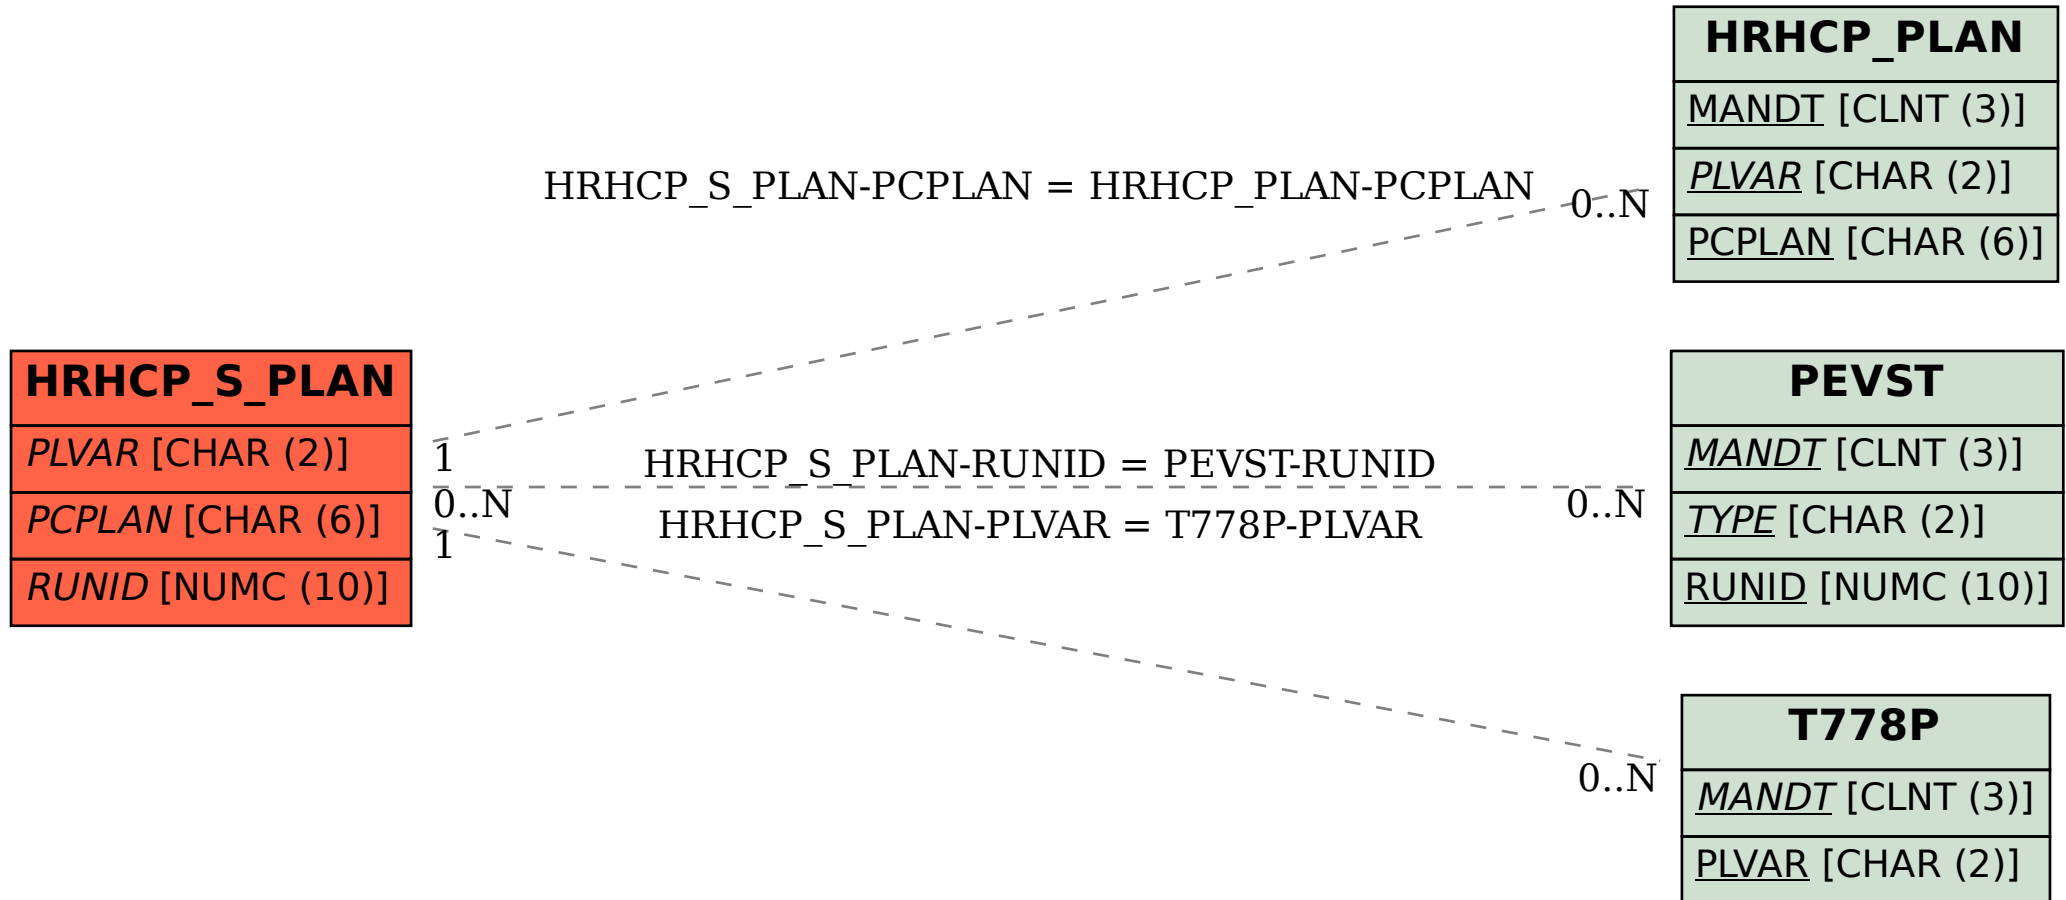 HRHCP_PLAN
MANDT [CLNT (3)]
PLVAR [CHAR (2)]
PCPLAN [CHAR (6)]
HRHCP_S_PLAN-PCPLAN = HRHCP_PLAN-PCPLAN
0..N
1
HRHCP_S_PLAN
PLVAR [CHAR (2)]
PCPLAN [CHAR (6)]
RUNID [NUMC (10)]
HRHCP_S_PLAN-RUNID = PEVST-RUNID
0..N
0..N
HRHCP_S_PLAN-PLVAR = T778P-PLVAR
1
0..N
PEVST
MANDT [CLNT (3)]
TYPE [CHAR (2)]
RUNID [NUMC (10)]
T778P
MANDT [CLNT (3)]
PLVAR [CHAR (2)]